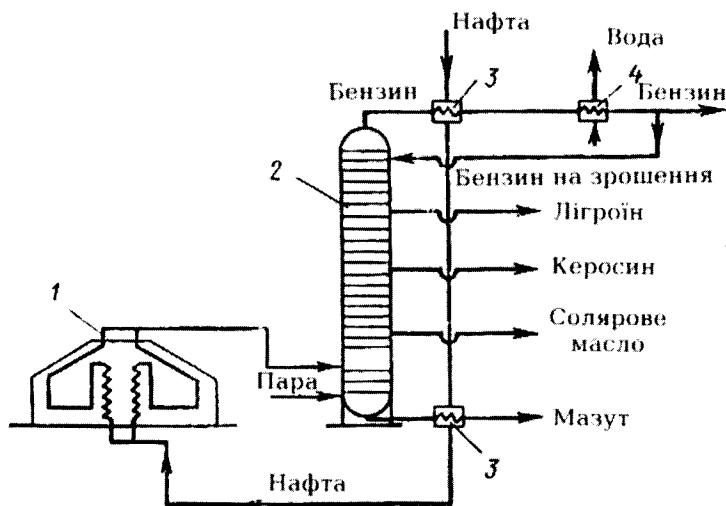 Нафта
3
Вода
4
Бензин
Бензин
2
Бензин на зрошення
Лігроїн
Керосин
1
Солярове
масло
Пара
Мазут
3
Нафта